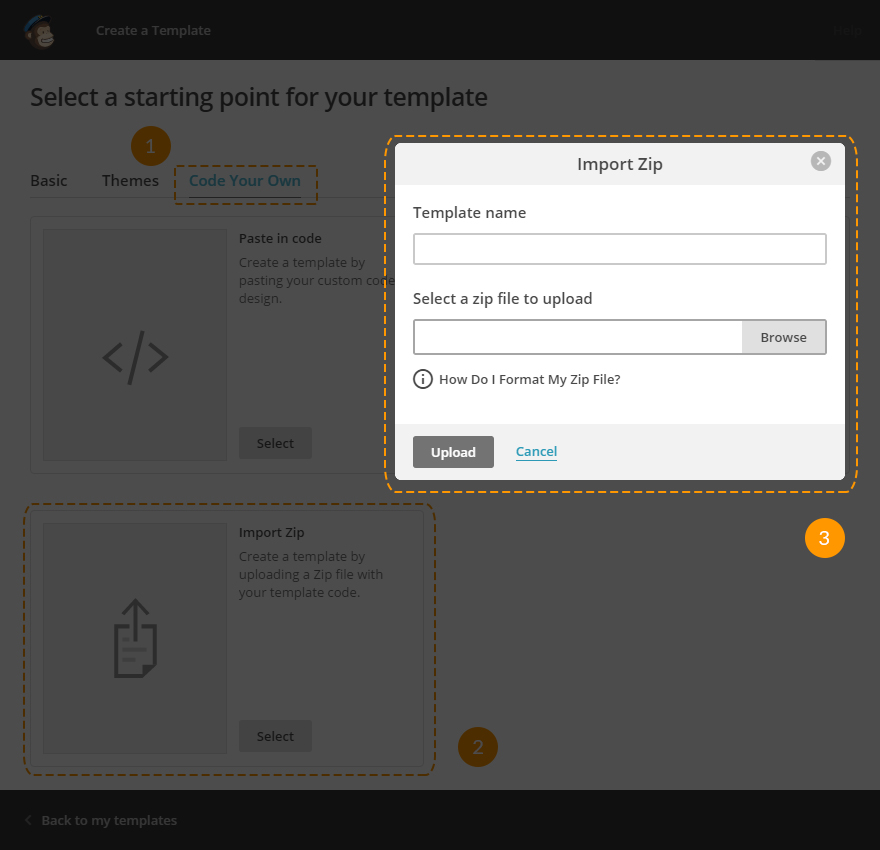 Create a Template
Help
Select a starting point for your template
1
Basic
Themes
Code Your Own
Paste in code
Create a template by
pasting your custom code
design.
</>
Select
Import Zip
Template name
Select a zip file to upload
Browse
How Do I Format My Zip File?
Upload
Cancel
3
Import Zip
Create a template by
uploading a Zip file with
your template code.
Select
2
Back to my templates